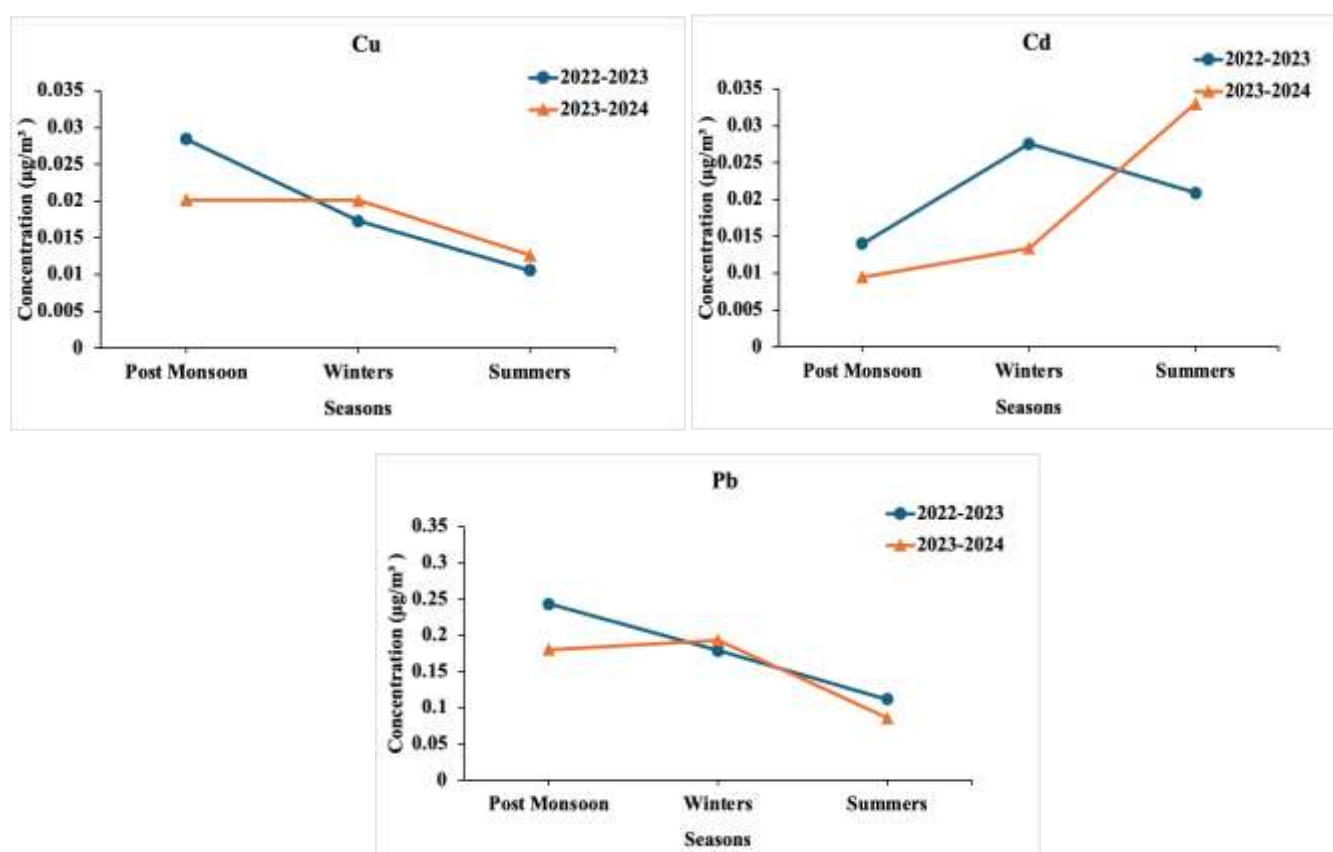 Cu
2022-2023
2023-2024
0.035
0.03
0.025
0.02
0.015
0.01
0.005
0
Concentration (µg/m³ )
Post Monsoon Winters Summers
Seasons
Cd
2022-2023
2023-2024
0.035
0.03
0.025
0.02
0.015
0.01
0.005
0
Concentration (µg/m³ )
Post Monsoon Winters Summers
Seasons
Pb
2022-2023
2023-2024
0.35
0.3
0.25
0.2
0.15
0.1
0.05
0
Concentration (µg/m³ )
Post Monsoon Winters Summers
Seasons